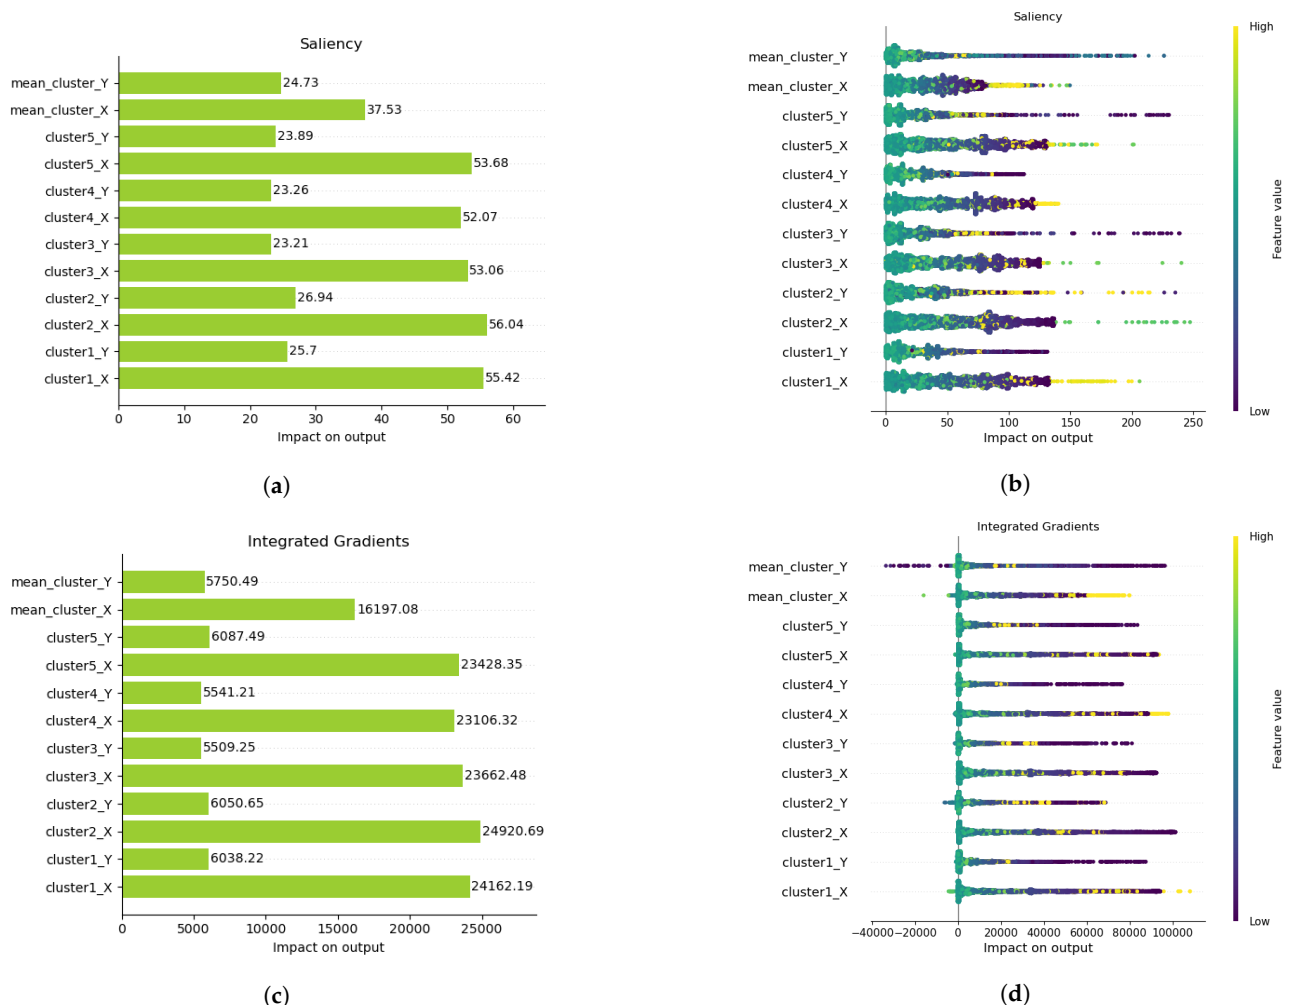 Saliency
mean_cluster_Y 24.73
mean_cluster_X 37.53
cluster5_Y 23.89
cluster5_X 53.68
cluster4_Y 23.26
cluster4_X 52.07
cluster3_Y 23.21
cluster3_X 53.06
cluster2_Y 26.94
cluster2_X 56.04
cluster1_Y 25.7
cluster1_X 55.42
0 10 20 30 40 50 60
Impact on output
(a)
Saliency
mean_cluster_Y
mean_cluster_X
cluster5_Y
cluster5_X
cluster4_Y
cluster4_X
cluster3_Y
cluster3_X
cluster2_Y
cluster2_X
cluster1_Y
cluster1_X
0 50 100 150 200 250
Impact on output
High
Feature value
Low
(b)
Integrated Gradients
mean_cluster_Y 5750.49
mean_cluster_X 16197.08
cluster5_Y 6087.49
cluster5_X 23428.35
cluster4_Y 5541.21
cluster4_X 23106.32
cluster3_Y 5509.25
cluster3_X 23662.48
cluster2_Y 6050.65
cluster2_X 24920.69
cluster1_Y 6038.22
cluster1_X 24162.19
0 5000 10000 15000 20000 25000
Impact on output
(c)
Integrated Gradients
mean_cluster_Y
mean_cluster_X
cluster5_Y
cluster5_X
cluster4_Y
cluster4_X
cluster3_Y
cluster3_X
cluster2_Y
cluster2_X
cluster1_Y
cluster1_X
−40000 −20000 0 20000 40000 60000 80000 100000
Impact on output
High
Feature value
Low
(d)